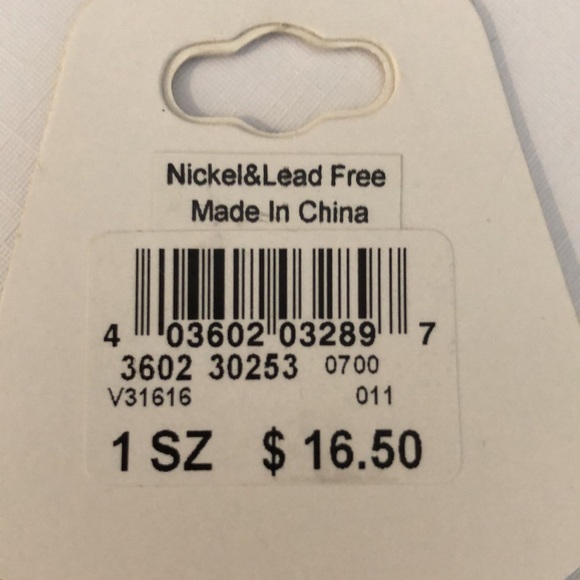 Nickel&Lead Free
Made In China
4 03602 03289 7
3602 30253 0700
V31616 011
1 SZ $ 16.50